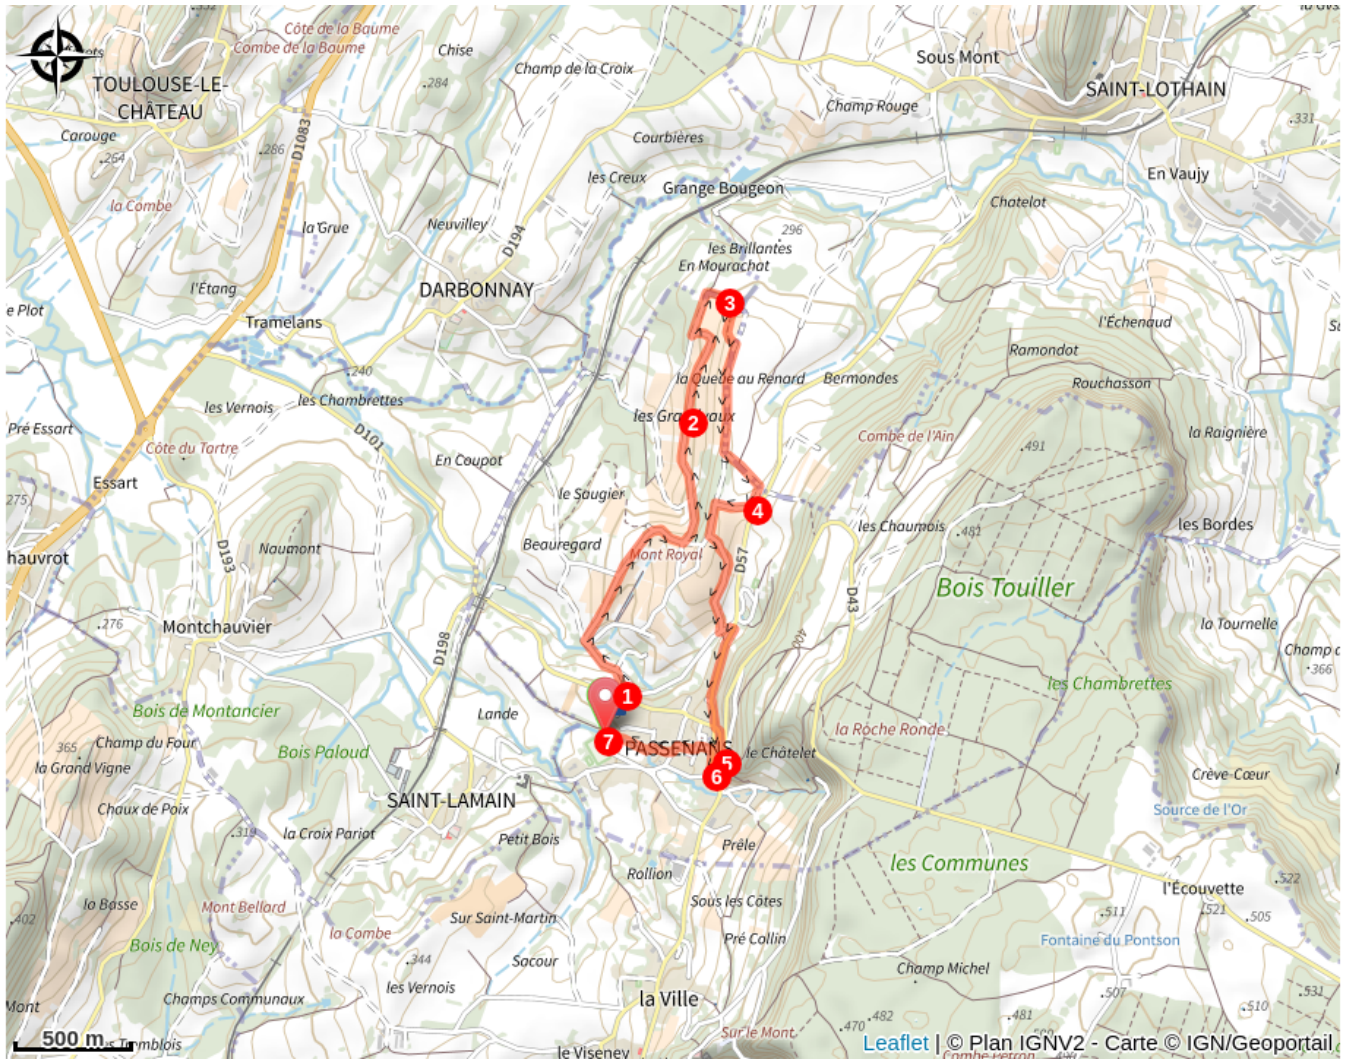 Côte de la Baume
Combe de la Baume
Chise
.284
Champ de la Croix
Sous Mont
TOULOUSE-LE-
CHÂTEAU
SAINT-LOTHAIN
Champ Rouge
.331
Carouge
.264
.286
D1083
Courbières
les Creux
Grange Bougeon
En Vaujy
la Combe
la Grue
Neuvilley
D194
Chatelot
296
les Brillantes
En Mourachat
l'Étang
DARBONNAY
e Plot
Tramelans
3
l'Échenaud
.240
Ramondot
la Queue au Renard
Bermondes
Rouchasson
les Vernois
les Chambrettes
2
Pré Essart
D101
Côte du Tartre
Combe de l'Ain
la Raignière
.491
En Coupot
Essart
275
le Saugier
4
les Chaumois
.481
les Bordes
D193
Naumont
Beauregard
Mont Royal
D57
hauvrot
Bois Touiller
D43
.276
Montchauvier
D198
400
la Tournelle
.366
1
les Chambrettes
Bois de Montancier
Lande
la Roche Ronde
365
Champ du Four
Bois Paloud
7
PASSENANS
le Châtelet
5
6
la Grand Vigne
Crève-Cœur
Chaux de Poix
SAINT-LAMAIN
Source de l'Or
.319
la Croix Pariot
Petit Bois
Prêle
les Communes
Rollion
l'Écouvette
.522
la Basse
Mont Bellard
Sous les Côtes
.402
Sur Saint-Martin
.511
.521
.505
la Combe
Bois de Ney
Pré Collin
Fontaine du Pontson
.344
Sacour
Champ Michel
les Vernois
Mont
Champs Communaux
la Ville
.507
.510
.531
.482
.481
.470
Sur le Mont
500 m
le Viseney
Leaflet | © Plan IGNV2 - Carte © IGN/Geoportail